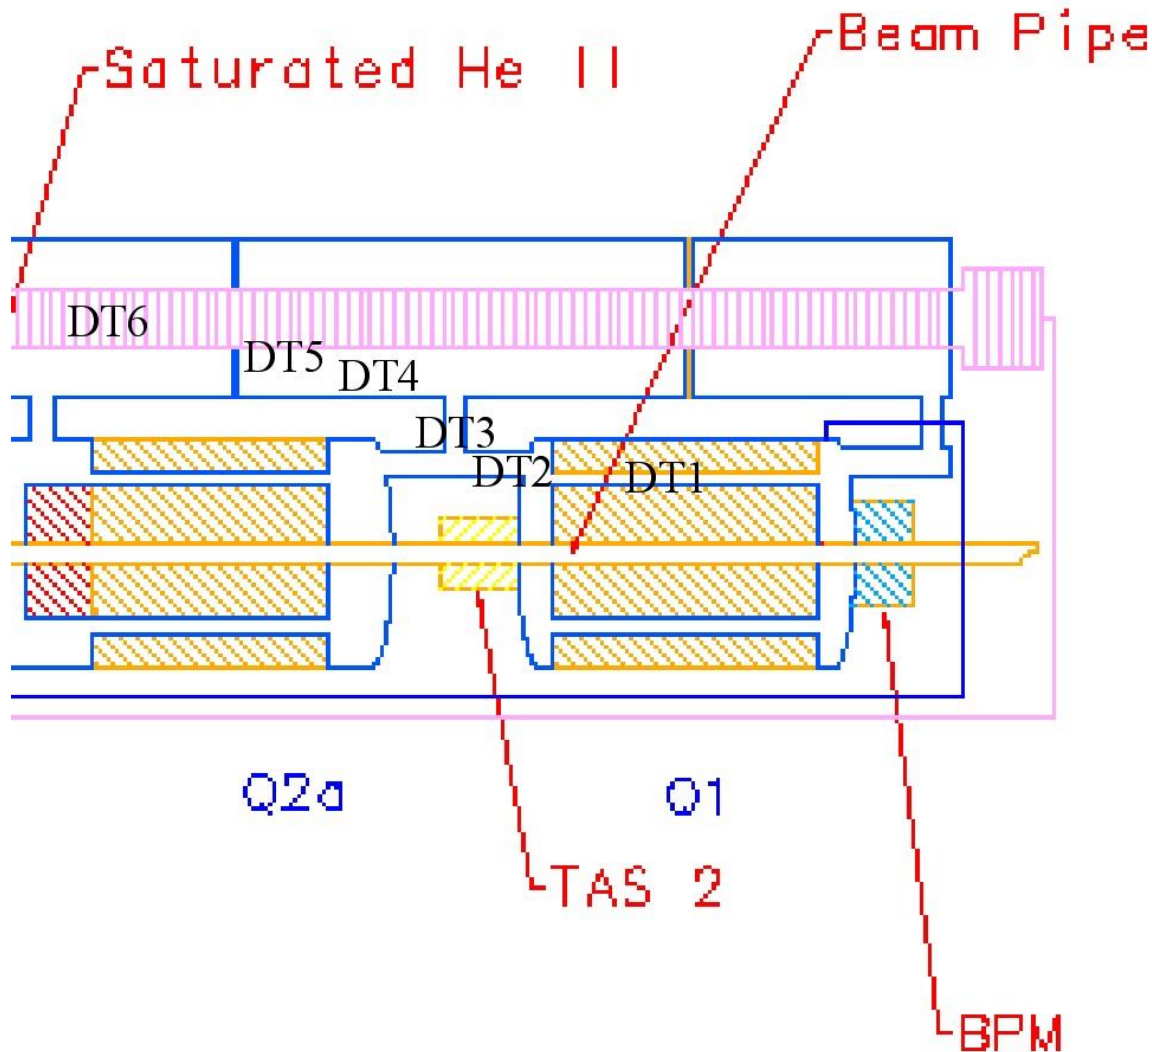 Saturated He II
Beam Pipe
DT6
DT5
DT4
DT3
DT2
DT1
Q2a
Q1
TAS 2
BPM